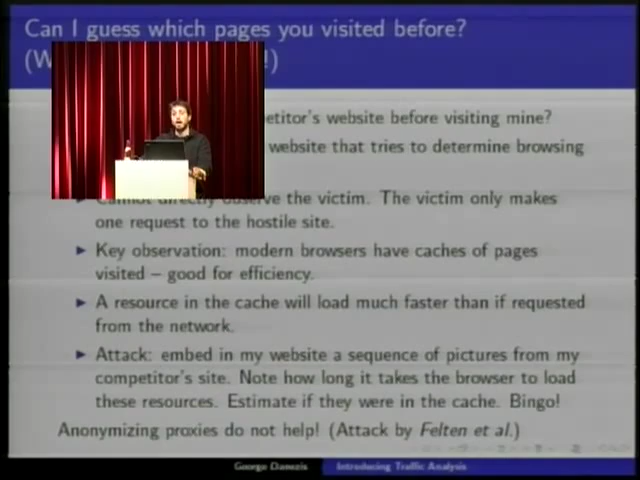 Can I guess which pages you visited before?
(W !)
competitor's website before visiting mine?
website that tries to determine browsing
Cannot directly observe the victim. The victim only makes
one request to the hostile site.
Key observation: modern browsers have caches of pages
visited – good for efficiency.
A resource in the cache will load much faster than if requested
from the network.
Attack: embed in my website a sequence of pictures from my
competitor's site. Note how long it takes the browser to load
these resources. Estimate if they were in the cache. Bingo!
Anonymizing proxies do not help! (Attack by Felten et al.)
George Danezis
Introducing Traffic Analysis